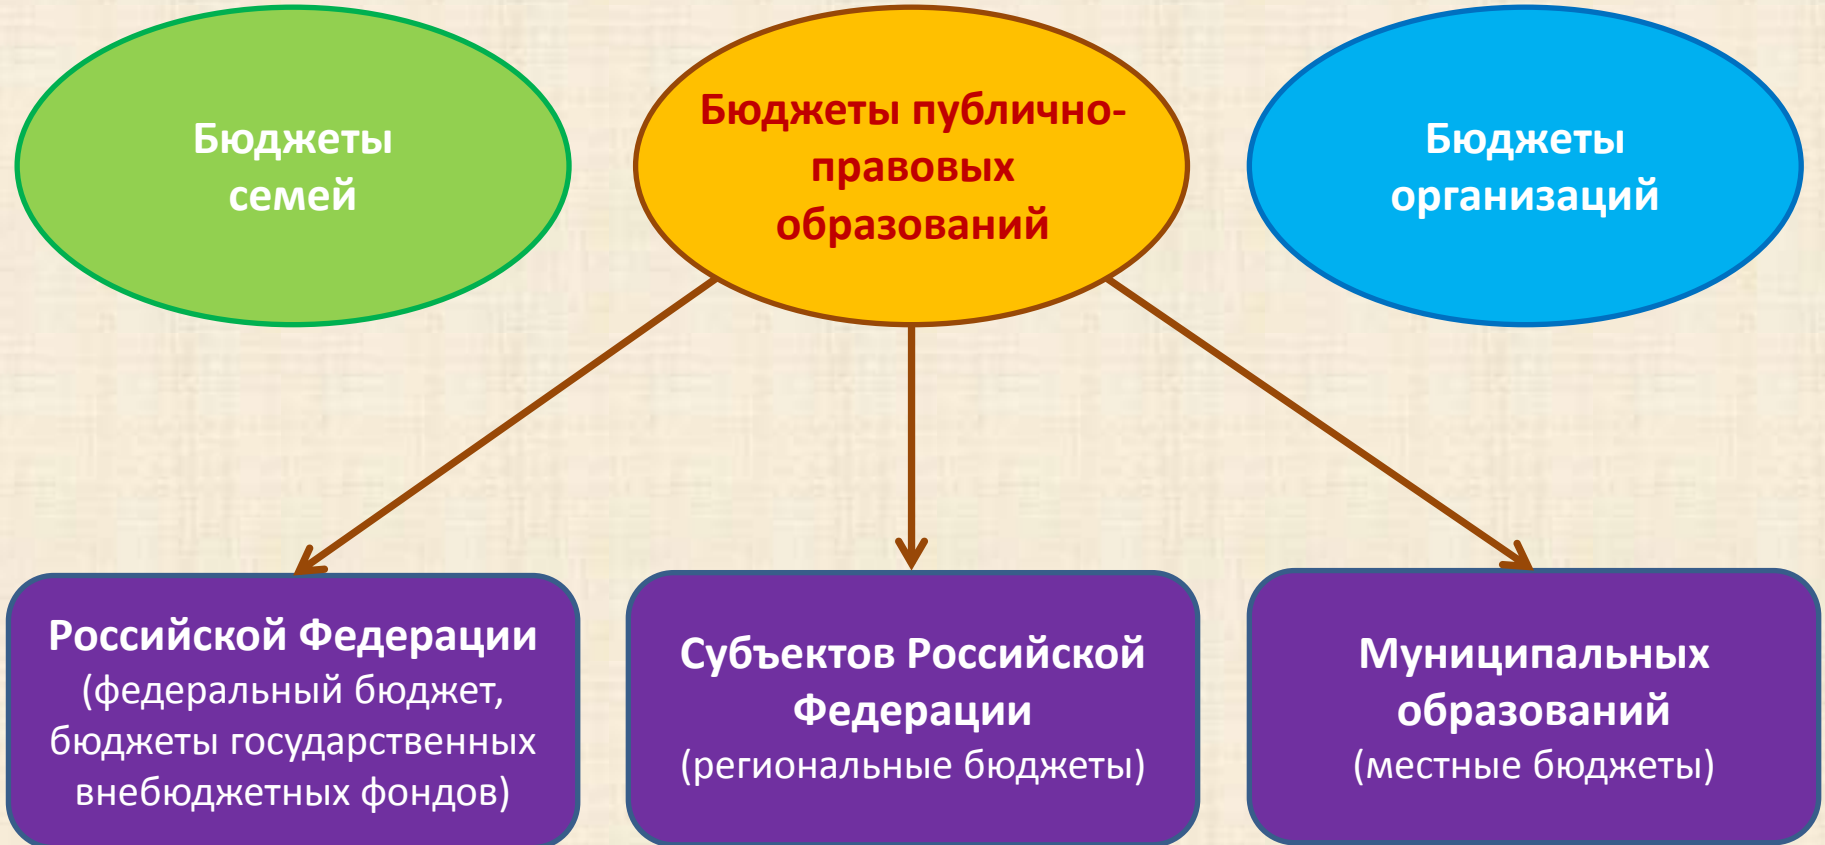 Бюджеты
семей
Бюджеты публично-
правовых
образований
Бюджеты
организаций
Российской Федерации
(федеральный бюджет,
бюджеты государственных
внебюджетных фондов)
Субъектов Российской
Федерации
(региональные бюджеты)
Муниципальных
образований
(местные бюджеты)